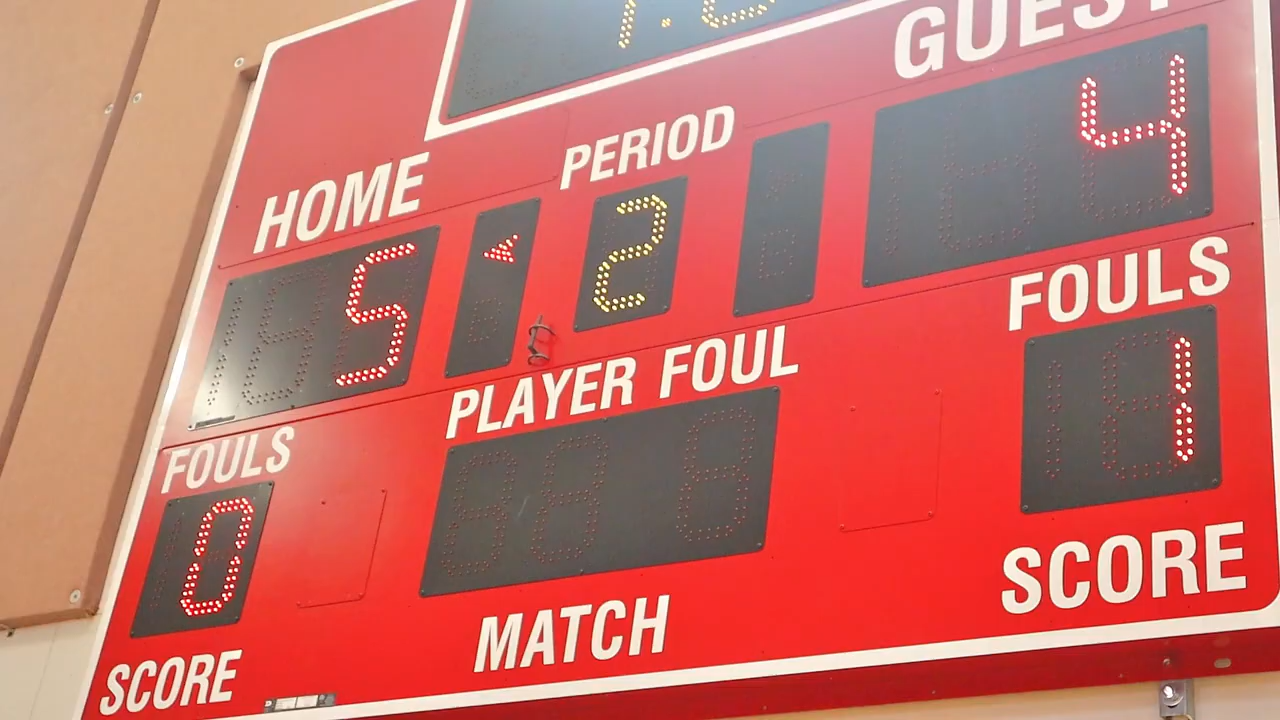 GUEST
HOME
PERIOD
5
2
4
PLAYER FOUL
FOULS
FOULS
0
1
MATCH
SCORE
SCORE